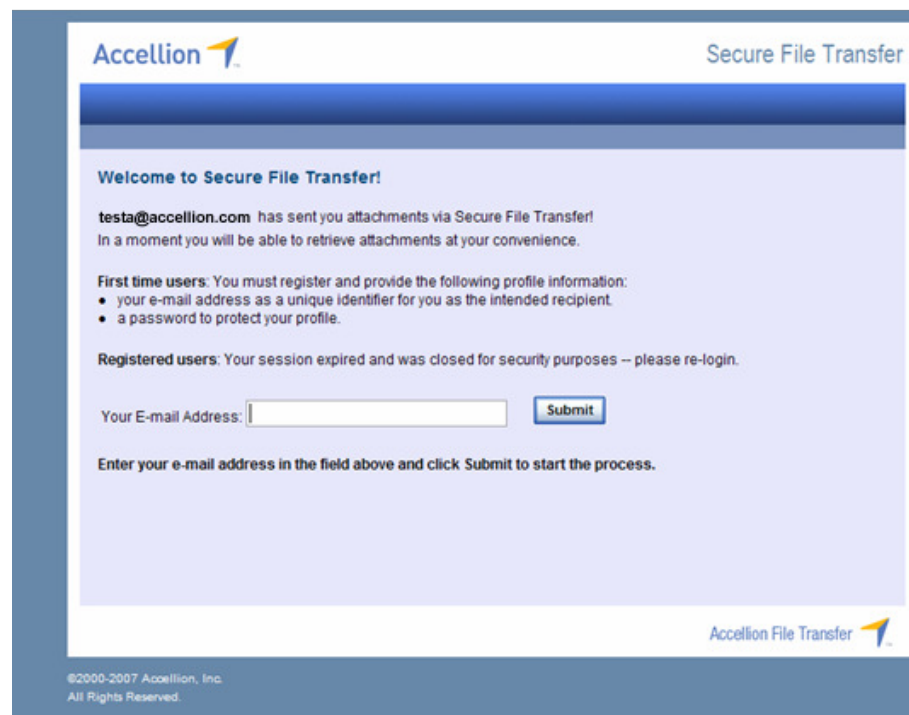 Accellion
Secure File Transfer
Welcome to Secure File Transfer!
testa@accellion.com has sent you attachments via Secure File Transfer!
In a moment you will be able to retrieve attachments at your convenience.
First time users: You must register and provide the following profile information:
• your e-mail address as a unique identifier for you as the intended recipient.
• a password to protect your profile.
Registered users: Your session expired and was closed for security purposes -- please re-login.
Your E-mail Address: Submit
Enter your e-mail address in the field above and click Submit to start the process.
Accellion File Transfer
©2000-2007 Accellion, Inc.
All Rights Reserved.